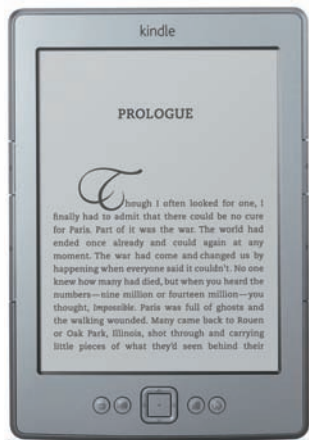 kindle
PROLOGUE
Though I often looked for one, I
finally had to admit that there could be no cure
for Paris. Part of it was the war. The world had
ended once already and could again at any
moment. The war had come and changed us by
happening when everyone said it couldn't. No one
knew how many had died, but when you heard the
numbers—nine million or fourteen million—you
thought, Impossible. Paris was full of ghosts and
the walking wounded. Many came back to Rouen
or Oak Park, Illinois, shot through and carrying
little pieces of what they'd seen behind their